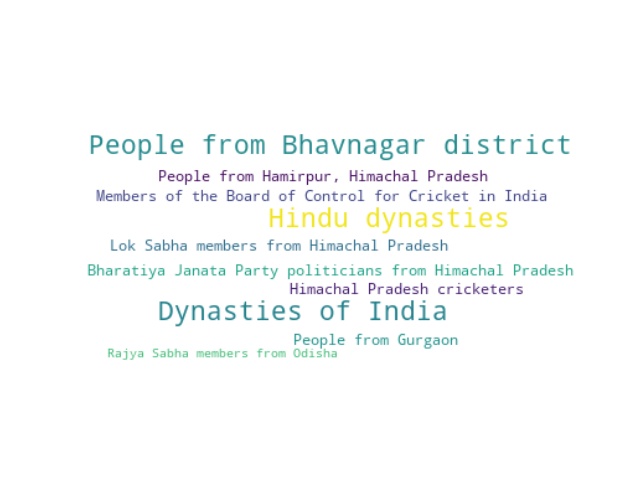 People from Bhavnagar district
People from Hamirpur, Himachal Pradesh
Members of the Board of Control for Cricket in India
Hindu dynasties
Lok Sabha members from Himachal Pradesh
Bharatiya Janata Party politicians from Himachal Pradesh
Himachal Pradesh cricketers
Dynasties of India
People from Gurgaon
Rajya Sabha members from Odisha